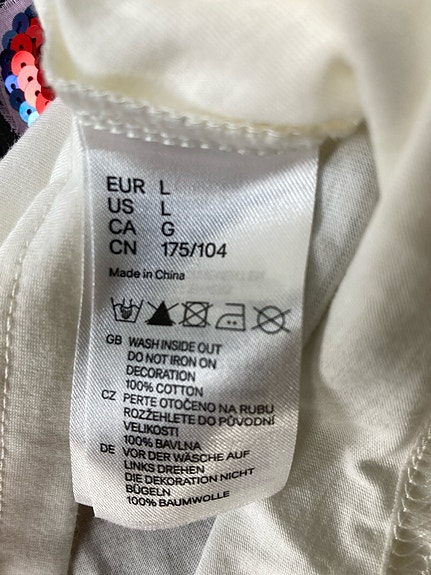 EUR L
US L
CA G
CN 175/104
Made in China
GB WASH INSIDE OUT
DO NOT IRON ON
DECORATION
100% COTTON
CZ PERTE OTOČENO NA RUBU
ROZŽEHLETE DO PŮVODNÍ
VELIKOSTI
100% BAVLNA
DE VOR DER WÄSCHE AUF
LINKS DREHEN
DIE DEKORATION NICHT
BÜGELN
100% BAUMWOLLE